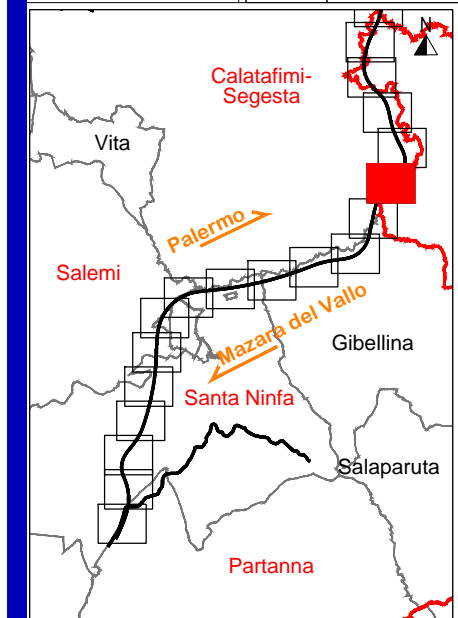 N
Calatafimi-
Segesta
Vita
Palermo
Salemi
Mazara del Vallo
Gibellina
Santa Ninfa
Salaparuta
Partanna